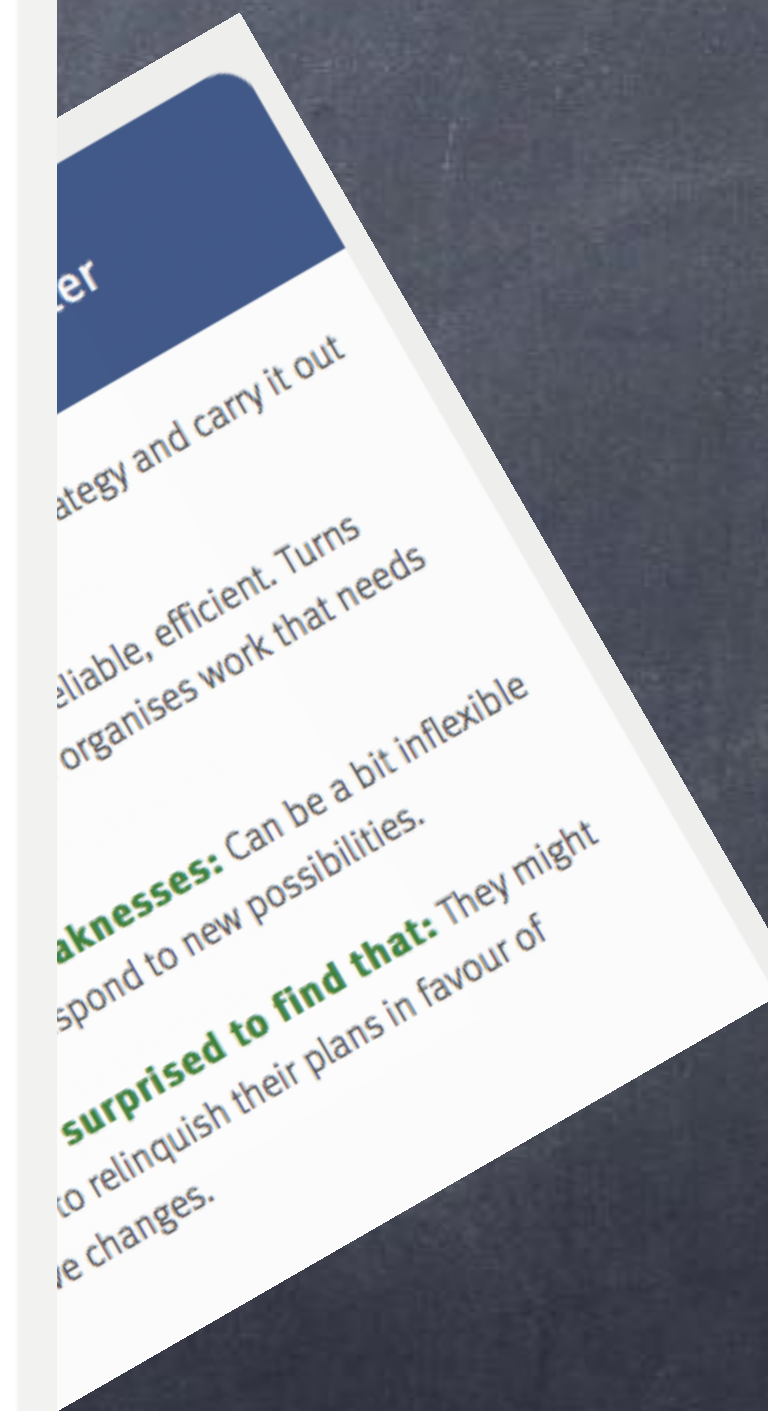 ter
ategy and carry it out
eliable, efficient. Turns
organises work that needs
aknesses: Can be a bit inflexible
spond to new possibilities.
surprised to find that: They might
to relinquish their plans in favour of
ve changes.